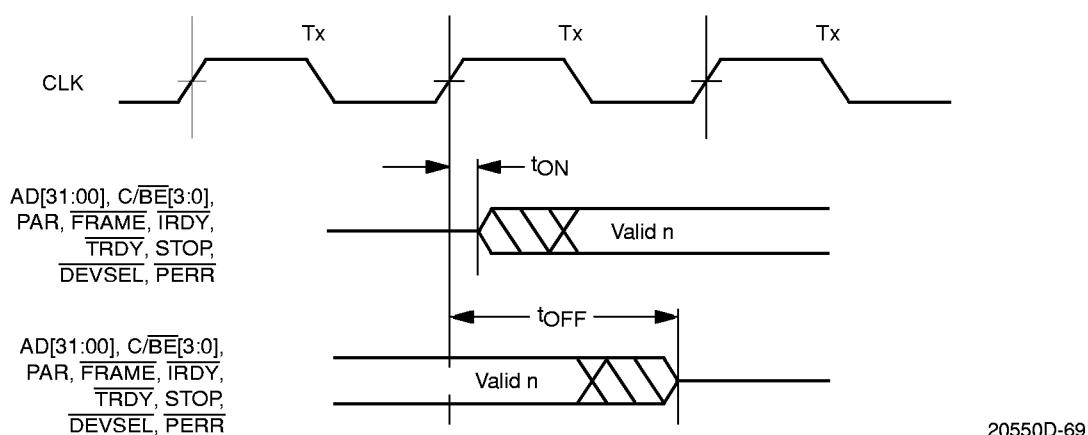 Tx Tx Tx
CLK
tON
AD[31:00], C/BE[3:0],
PAR, FRAME, IRDY,
TRDY, STOP,
DEVSEL, PERR
Valid n
tOFF
AD[31:00], C/BE[3:0],
PAR, FRAME, IRDY,
TRDY, STOP,
DEVSEL, PERR
Valid n
20550D-69